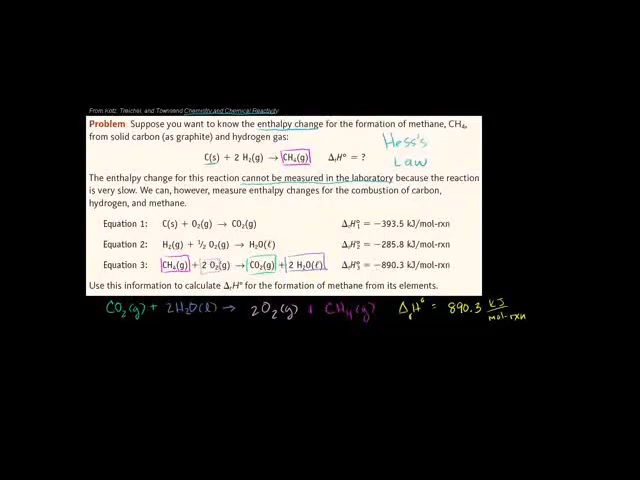 From Kotz, Treichel, and Townsend Chemistry and Chemical Reactivity
Problem Suppose you want to know the enthalpy change for the formation of methane, CH₄,
from solid carbon (as graphite) and hydrogen gas:
Hess's
Law
C(s) + 2 H₂(g) → CH₄(g) ΔᵣH° = ?
The enthalpy change for this reaction cannot be measured in the laboratory because the reaction
is very slow. We can, however, measure enthalpy changes for the combustion of carbon,
hydrogen, and methane.
Equation 1: C(s) + O₂(g) → CO₂(g) ΔᵣH₁° = −393.5 kJ/mol-rxn
Equation 2: H₂(g) + ½ O₂(g) → H₂O(ℓ) ΔᵣH₂° = −285.8 kJ/mol-rxn
Equation 3: CH₄(g) + 2 O₂(g) → CO₂(g) + 2 H₂O(ℓ) ΔᵣH₃° = −890.3 kJ/mol-rxn
Use this information to calculate ΔᵣH° for the formation of methane from its elements.
CO₂(g) + 2H₂O(l) → 2O₂(g) + CH₄(g) ΔᵣH° = 890.3 kJ/mol-rxn